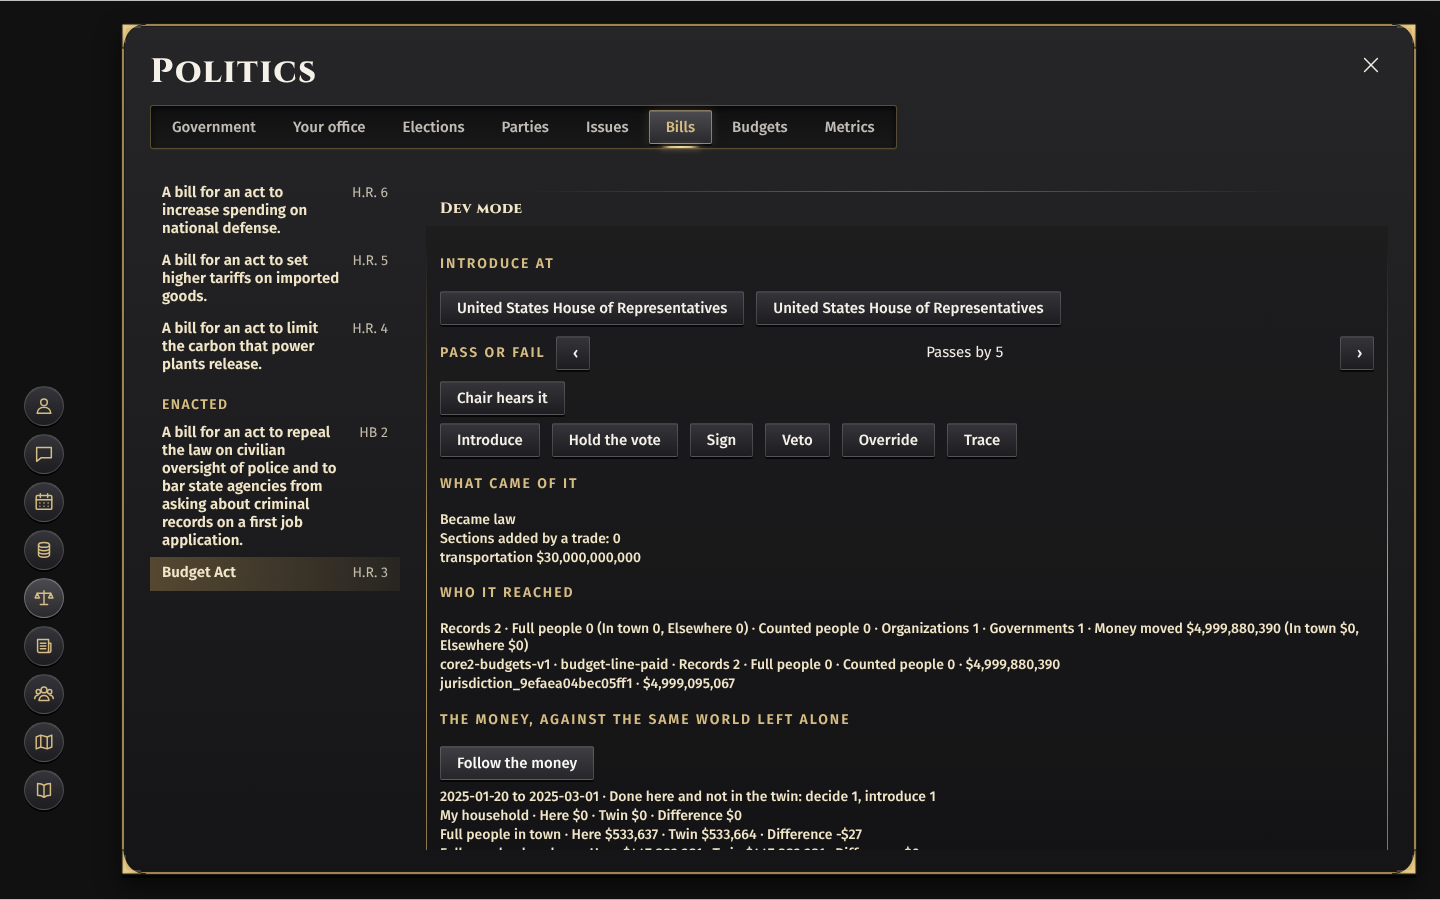 Politics
Government Your office Elections Parties Issues Bills Budgets Metrics
A bill for an act to increase spending on national defense. H.R. 6
A bill for an act to set higher tariffs on imported goods. H.R. 5
A bill for an act to limit the carbon that power plants release. H.R. 4
ENACTED
A bill for an act to repeal the law on civilian oversight of police and to bar state agencies from asking about criminal records on a first job application. HB 2
Budget Act H.R. 3
Dev mode
INTRODUCE AT
United States House of Representatives United States House of Representatives
PASS OR FAIL ‹ Passes by 5 ›
Chair hears it
Introduce Hold the vote Sign Veto Override Trace
WHAT CAME OF IT
Became law
Sections added by a trade: 0
transportation $30,000,000,000
WHO IT REACHED
Records 2 · Full people 0 (In town 0, Elsewhere 0) · Counted people 0 · Organizations 1 · Governments 1 · Money moved $4,999,880,390 (In town $0,
Elsewhere $0)
core2-budgets-v1 · budget-line-paid · Records 2 · Full people 0 · Counted people 0 · $4,999,880,390
jurisdiction_9efaea04bec05ff1 · $4,999,095,067
THE MONEY, AGAINST THE SAME WORLD LEFT ALONE
Follow the money
2025-01-20 to 2025-03-01 · Done here and not in the twin: decide 1, introduce 1
My household · Here $0 · Twin $0 · Difference $0
Full people in town · Here $533,637 · Twin $533,664 · Difference -$27